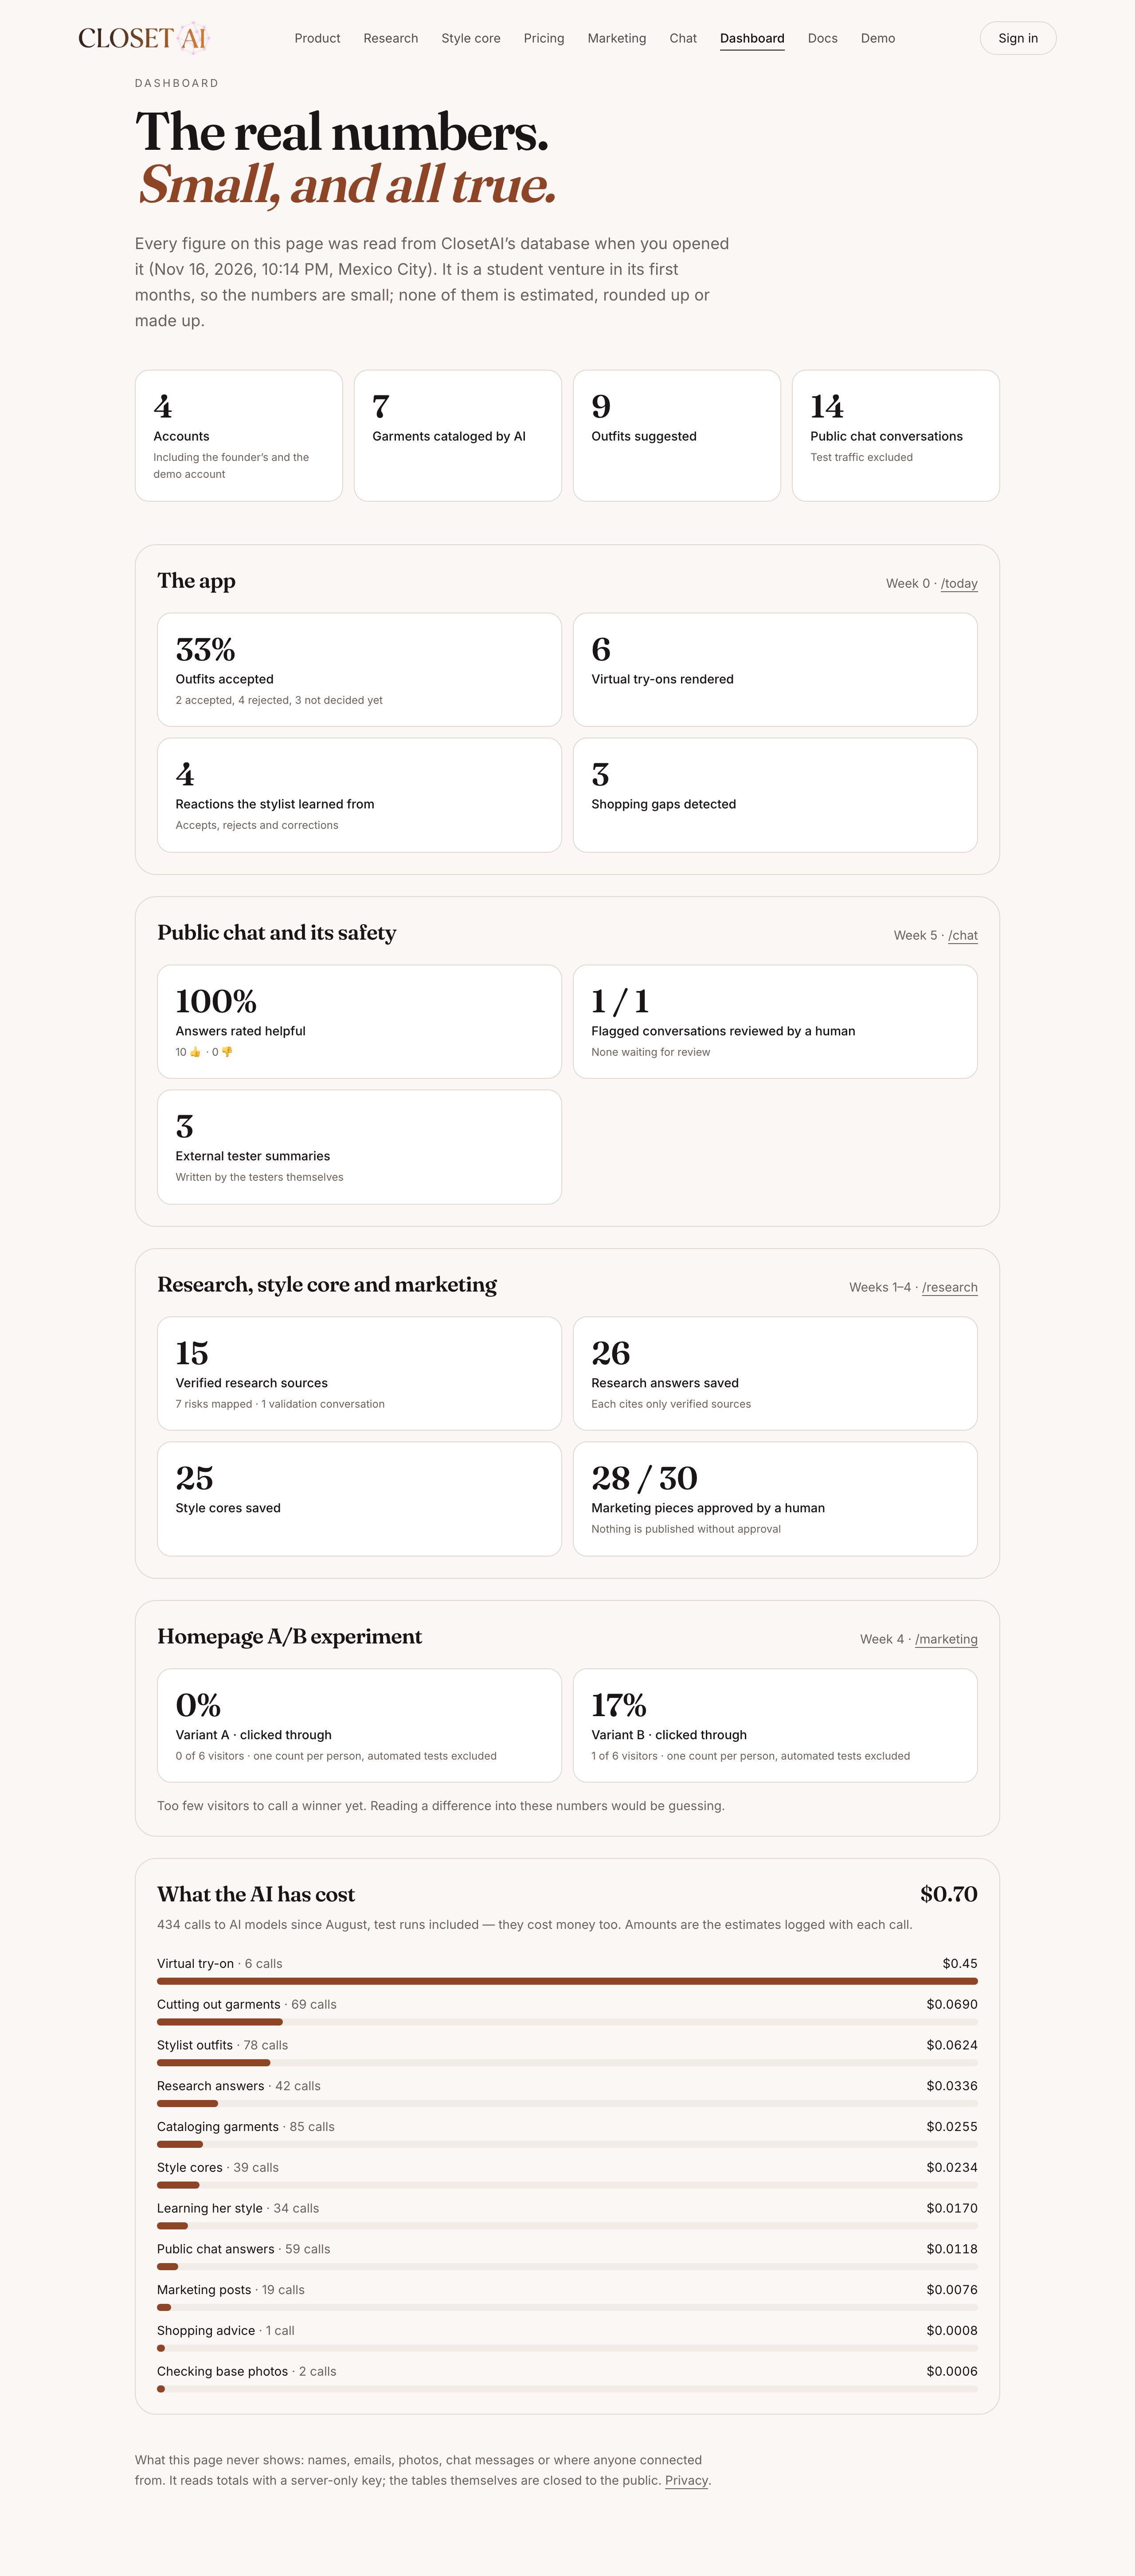 CLOSET AI
Product
Research
Style core
Pricing
Marketing
Chat
Dashboard
Docs
Demo
Sign in
DASHBOARD
The real numbers.
Small, and all true.
Every figure on this page was read from ClosetAI’s database when you opened
it (Nov 16, 2026, 10:14 PM, Mexico City). It is a student venture in its first
months, so the numbers are small; none of them is estimated, rounded up or
made up.
4
Accounts
Including the founder’s and the
demo account
7
Garments cataloged by AI
9
Outfits suggested
14
Public chat conversations
Test traffic excluded
The app
Week 0 · /today
33%
Outfits accepted
2 accepted, 4 rejected, 3 not decided yet
6
Virtual try-ons rendered
4
Reactions the stylist learned from
Accepts, rejects and corrections
3
Shopping gaps detected
Public chat and its safety
Week 5 · /chat
100%
Answers rated helpful
10 👍 · 0 👎
1 / 1
Flagged conversations reviewed by a human
None waiting for review
3
External tester summaries
Written by the testers themselves
Research, style core and marketing
Weeks 1–4 · /research
15
Verified research sources
7 risks mapped · 1 validation conversation
26
Research answers saved
Each cites only verified sources
25
Style cores saved
28 / 30
Marketing pieces approved by a human
Nothing is published without approval
Homepage A/B experiment
Week 4 · /marketing
0%
Variant A · clicked through
0 of 6 visitors · one count per person, automated tests excluded
17%
Variant B · clicked through
1 of 6 visitors · one count per person, automated tests excluded
Too few visitors to call a winner yet. Reading a difference into these numbers would be guessing.
What the AI has cost
$0.70
434 calls to AI models since August, test runs included — they cost money too. Amounts are the estimates logged with each call.
Virtual try-on · 6 calls
$0.45
Cutting out garments · 69 calls
$0.0690
Stylist outfits · 78 calls
$0.0624
Research answers · 42 calls
$0.0336
Cataloging garments · 85 calls
$0.0255
Style cores · 39 calls
$0.0234
Learning her style · 34 calls
$0.0170
Public chat answers · 59 calls
$0.0118
Marketing posts · 19 calls
$0.0076
Shopping advice · 1 call
$0.0008
Checking base photos · 2 calls
$0.0006
What this page never shows: names, emails, photos, chat messages or where anyone connected
from. It reads totals with a server-only key; the tables themselves are closed to the public. Privacy.